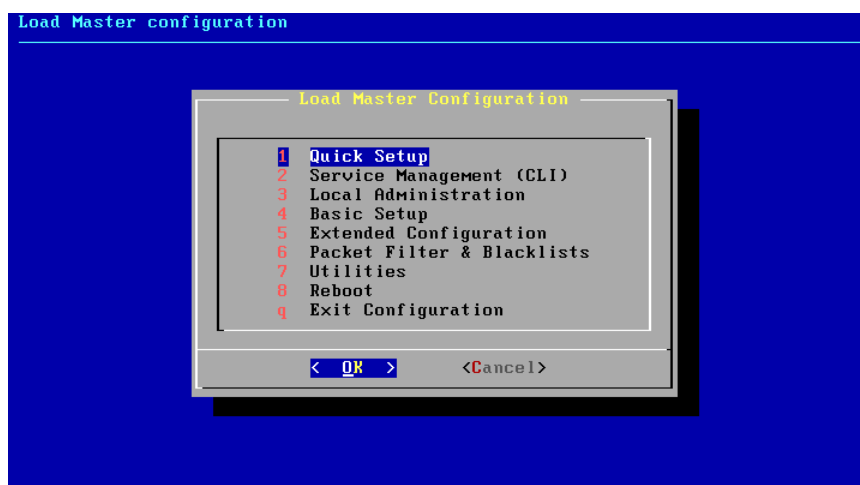 Load Master configuration
Load Master Configuration
1 Quick Setup
2 Service Management (CLI)
3 Local Administration
4 Basic Setup
5 Extended Configuration
6 Packet Filter & Blacklists
7 Utilities
8 Reboot
q Exit Configuration
< OK > <Cancel>